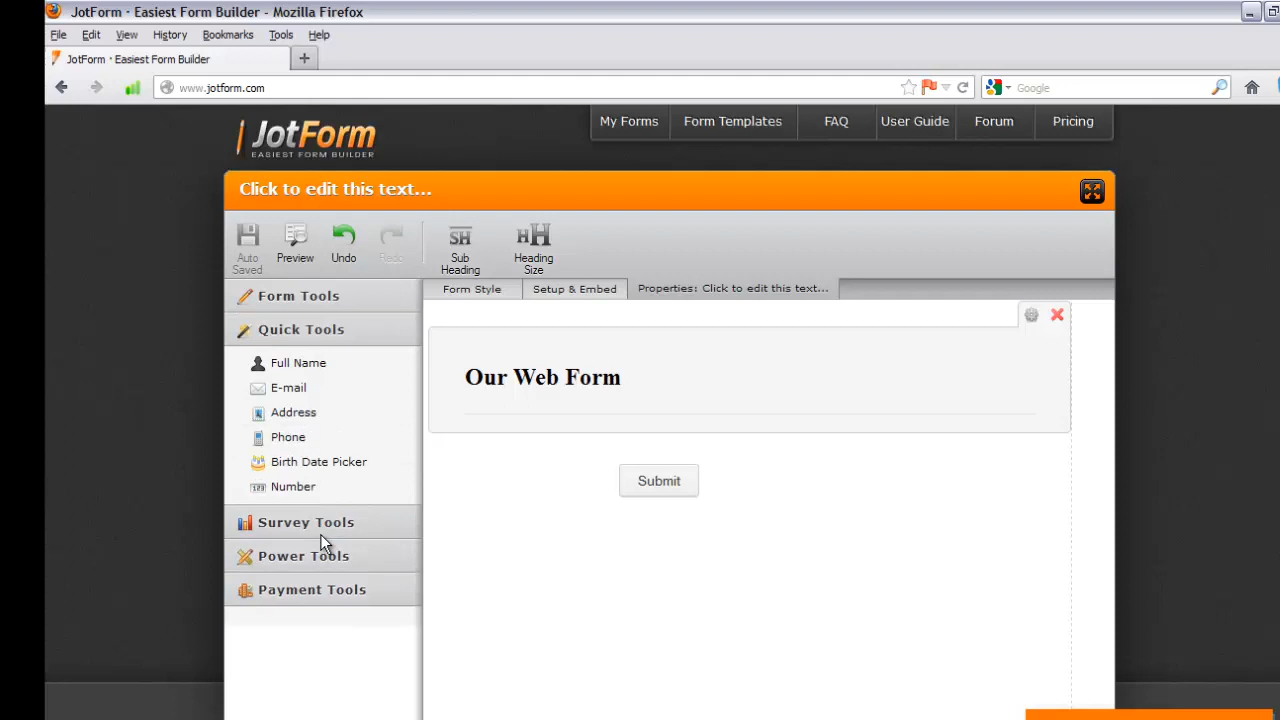 JotForm - Easiest Form Builder - Mozilla Firefox
File Edit View History Bookmarks Tools Help
JotForm · Easiest Form Builder
www.jotform.com
Google
JotForm
EASIEST FORM BUILDER
My Forms Form Templates FAQ User Guide Forum Pricing
Click to edit this text...
Auto Saved
Preview
Undo
Redo
Sub Heading
Heading Size
Form Tools
Form Style Setup & Embed Properties: Click to edit this text...
Quick Tools
Full Name
E-mail
Address
Phone
Birth Date Picker
Number
Survey Tools
Power Tools
Payment Tools
Our Web Form
Submit